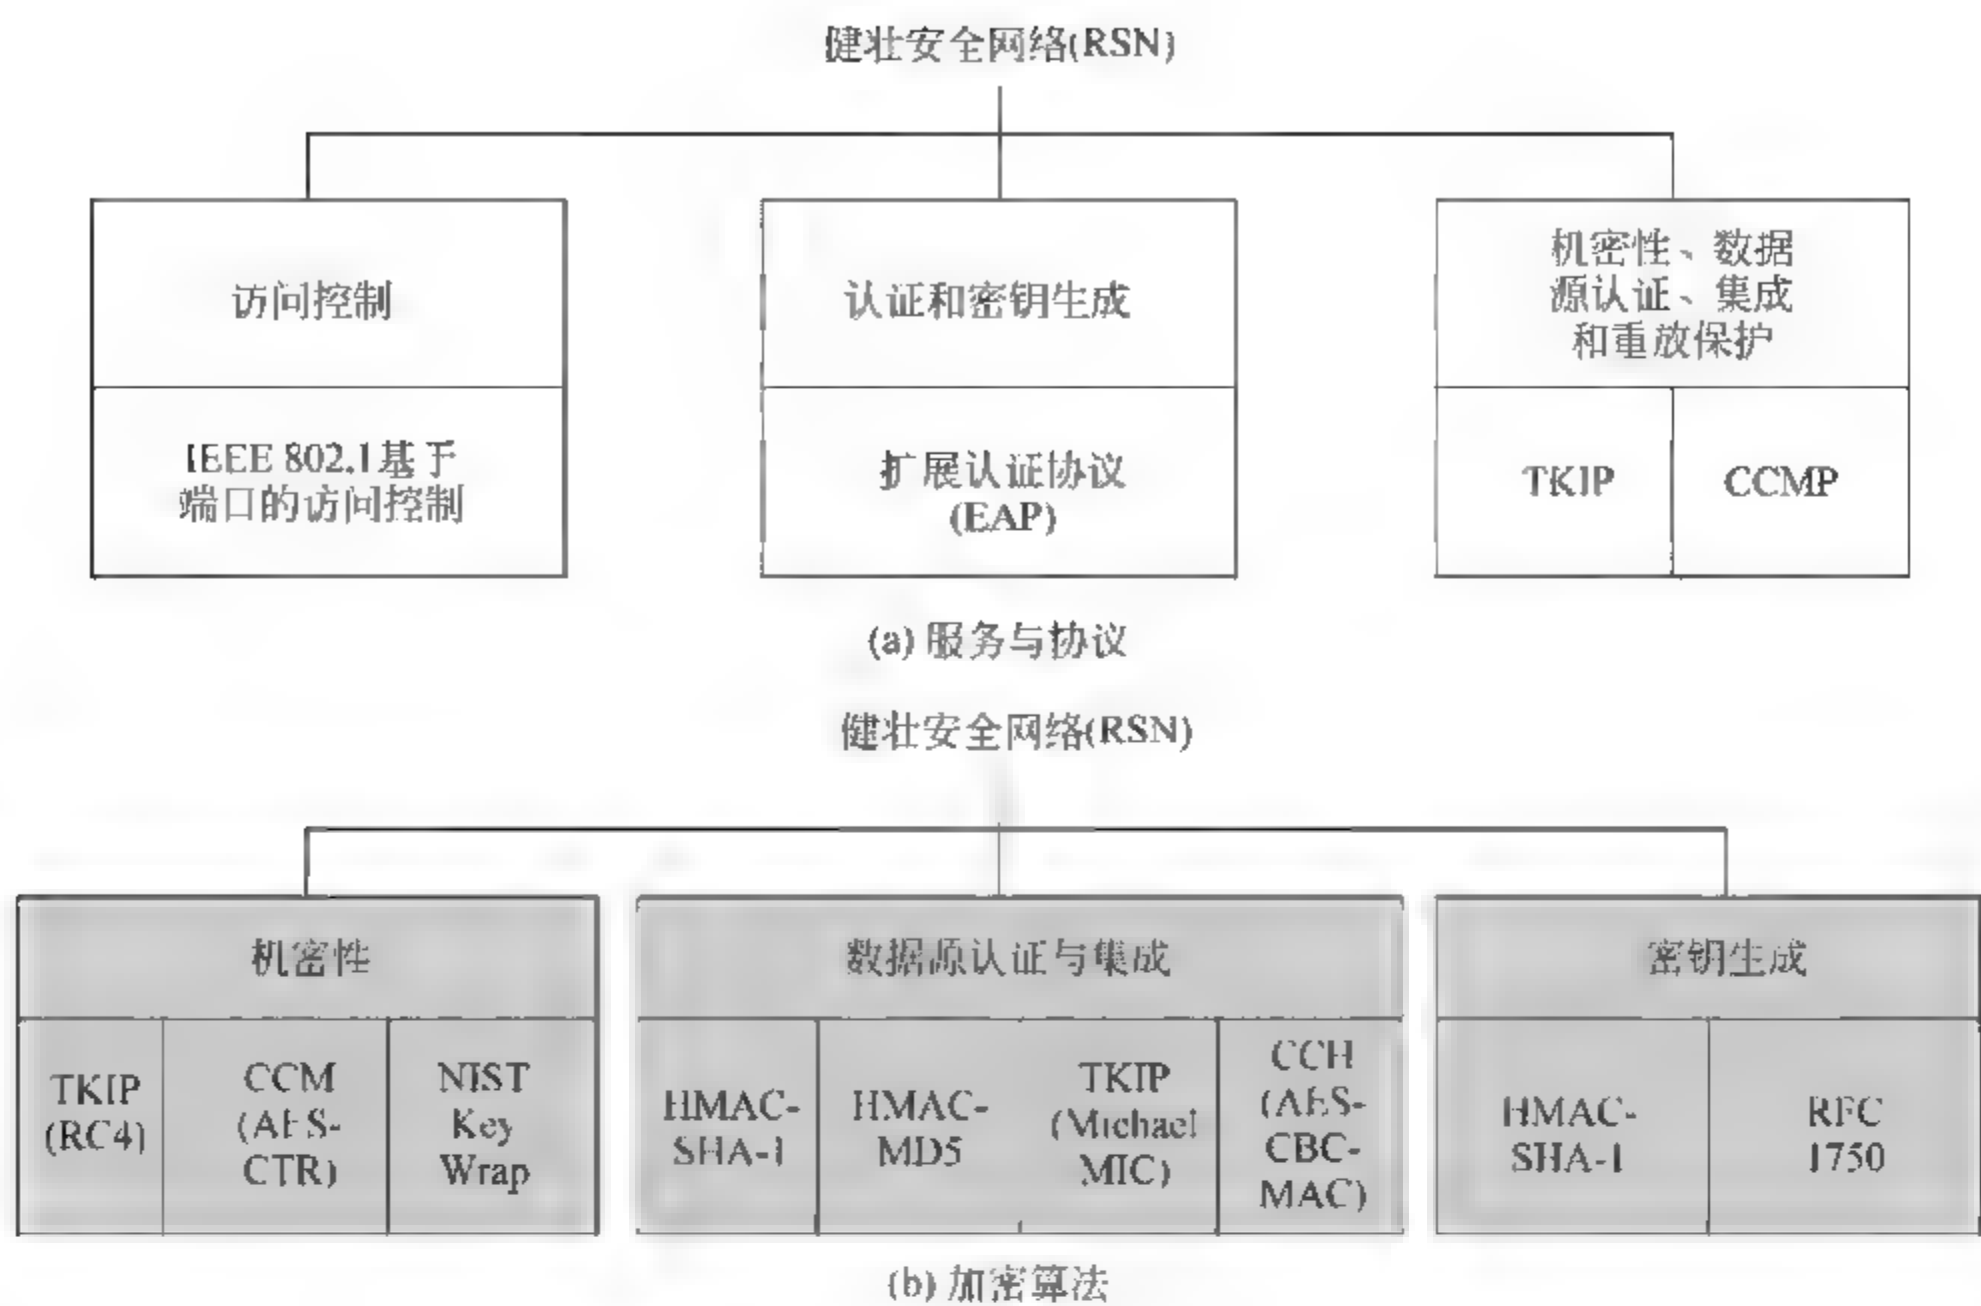 健壮安全网络(RSN)
访问控制
认证和密钥生成
机密性、数据
源认证、集成
和重放保护
IEEE 802.1基于
端口的访问控制
扩展认证协议
(EAP)
TKIP
CCMP
(a) 服务与协议
健壮安全网络(RSN)
机密性
数据源认证与集成
密钥生成
TKIP
(RC4)
CCM
(AES-
CTR)
NIST
Key
Wrap
HMAC-
SHA-1
HMAC-
MD5
TKIP
(Michael
MIC)
CCH
(AES-
CBC-
MAC)
HMAC-
SHA-1
RFC
1750
(b) 加密算法